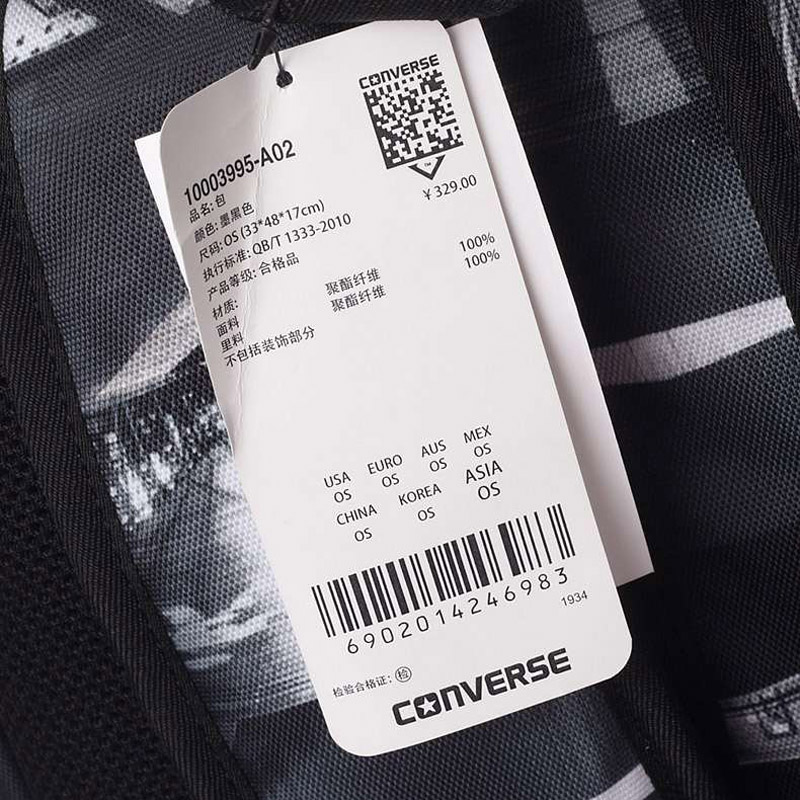 CONVERSE
™
10003995-A02
¥329.00
品名: 包
颜色: 墨黑色
尺码: OS (33*48*17cm)
执行标准: QB/T 1333-2010
产品等级: 合格品
材质:
面料 聚酯纤维 100%
里料 聚酯纤维 100%
不包括装饰部分
USA EURO AUS MEX
OS OS OS OS
CHINA KOREA ASIA
OS OS OS
6902014246983
1934
检验合格证: 检
CONVERSE